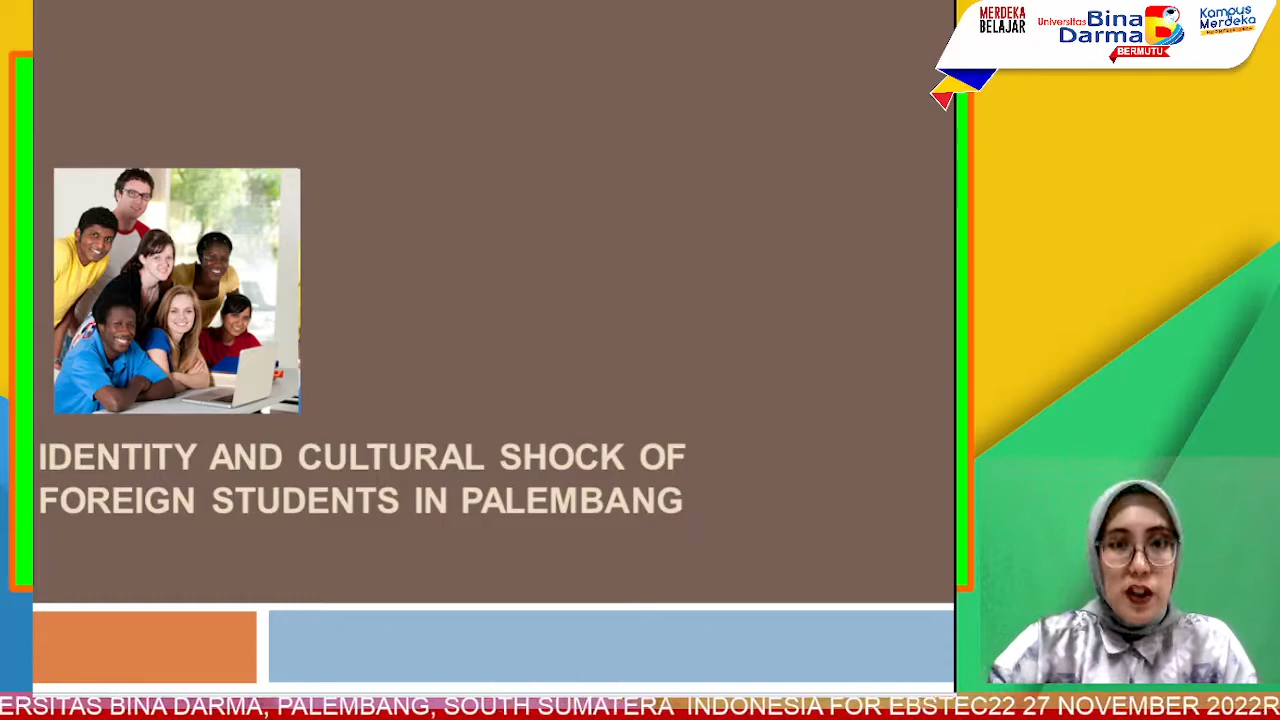 MERDEKA
BELAJAR
Universitas Bina
Darma
BERMUTU
Kampus
Merdeka
IDENTITY AND CULTURAL SHOCK OF
FOREIGN STUDENTS IN PALEMBANG
ERSITAS BINA DARMA, PALEMBANG, SOUTH SUMATERA INDONESIA FOR EBSTEC22 27 NOVEMBER 2022R